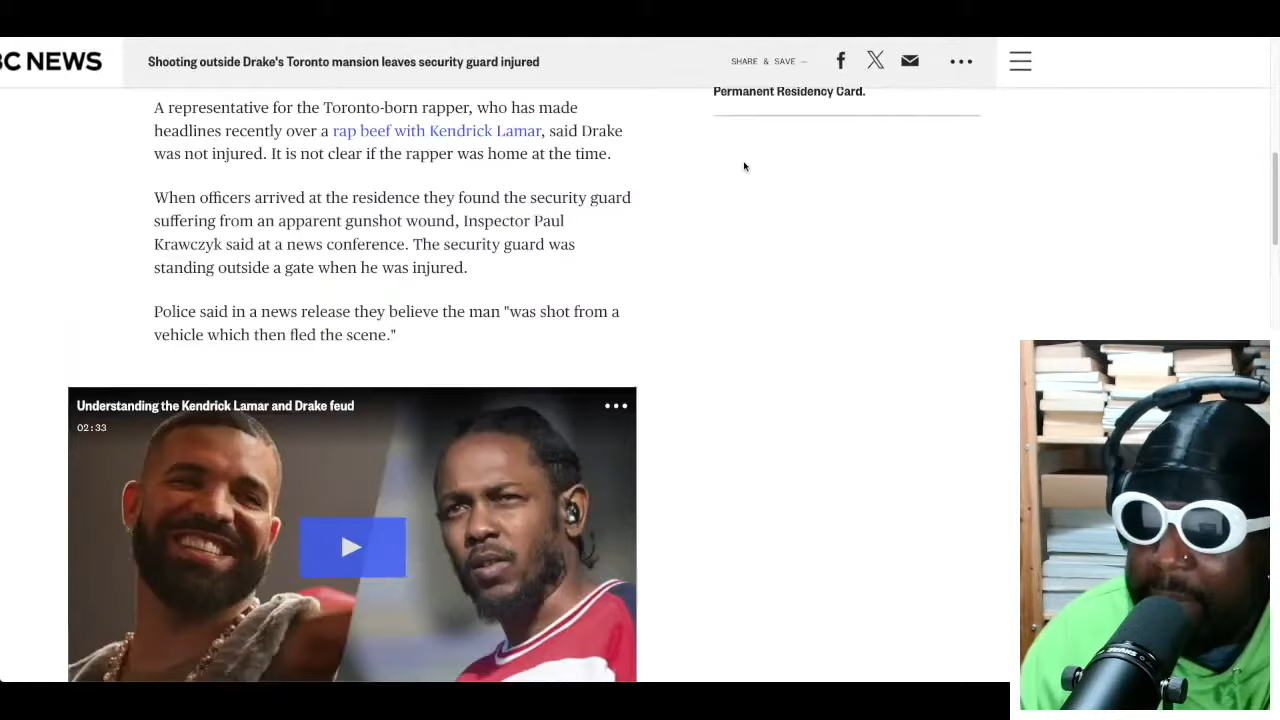 BC NEWS
Shooting outside Drake's Toronto mansion leaves security guard injured
SHARE & SAVE —
Permanent Residency Card.
A representative for the Toronto-born rapper, who has made
headlines recently over a rap beef with Kendrick Lamar, said Drake
was not injured. It is not clear if the rapper was home at the time.
When officers arrived at the residence they found the security guard
suffering from an apparent gunshot wound, Inspector Paul
Krawczyk said at a news conference. The security guard was
standing outside a gate when he was injured.
Police said in a news release they believe the man "was shot from a
vehicle which then fled the scene."
Understanding the Kendrick Lamar and Drake feud
02:33